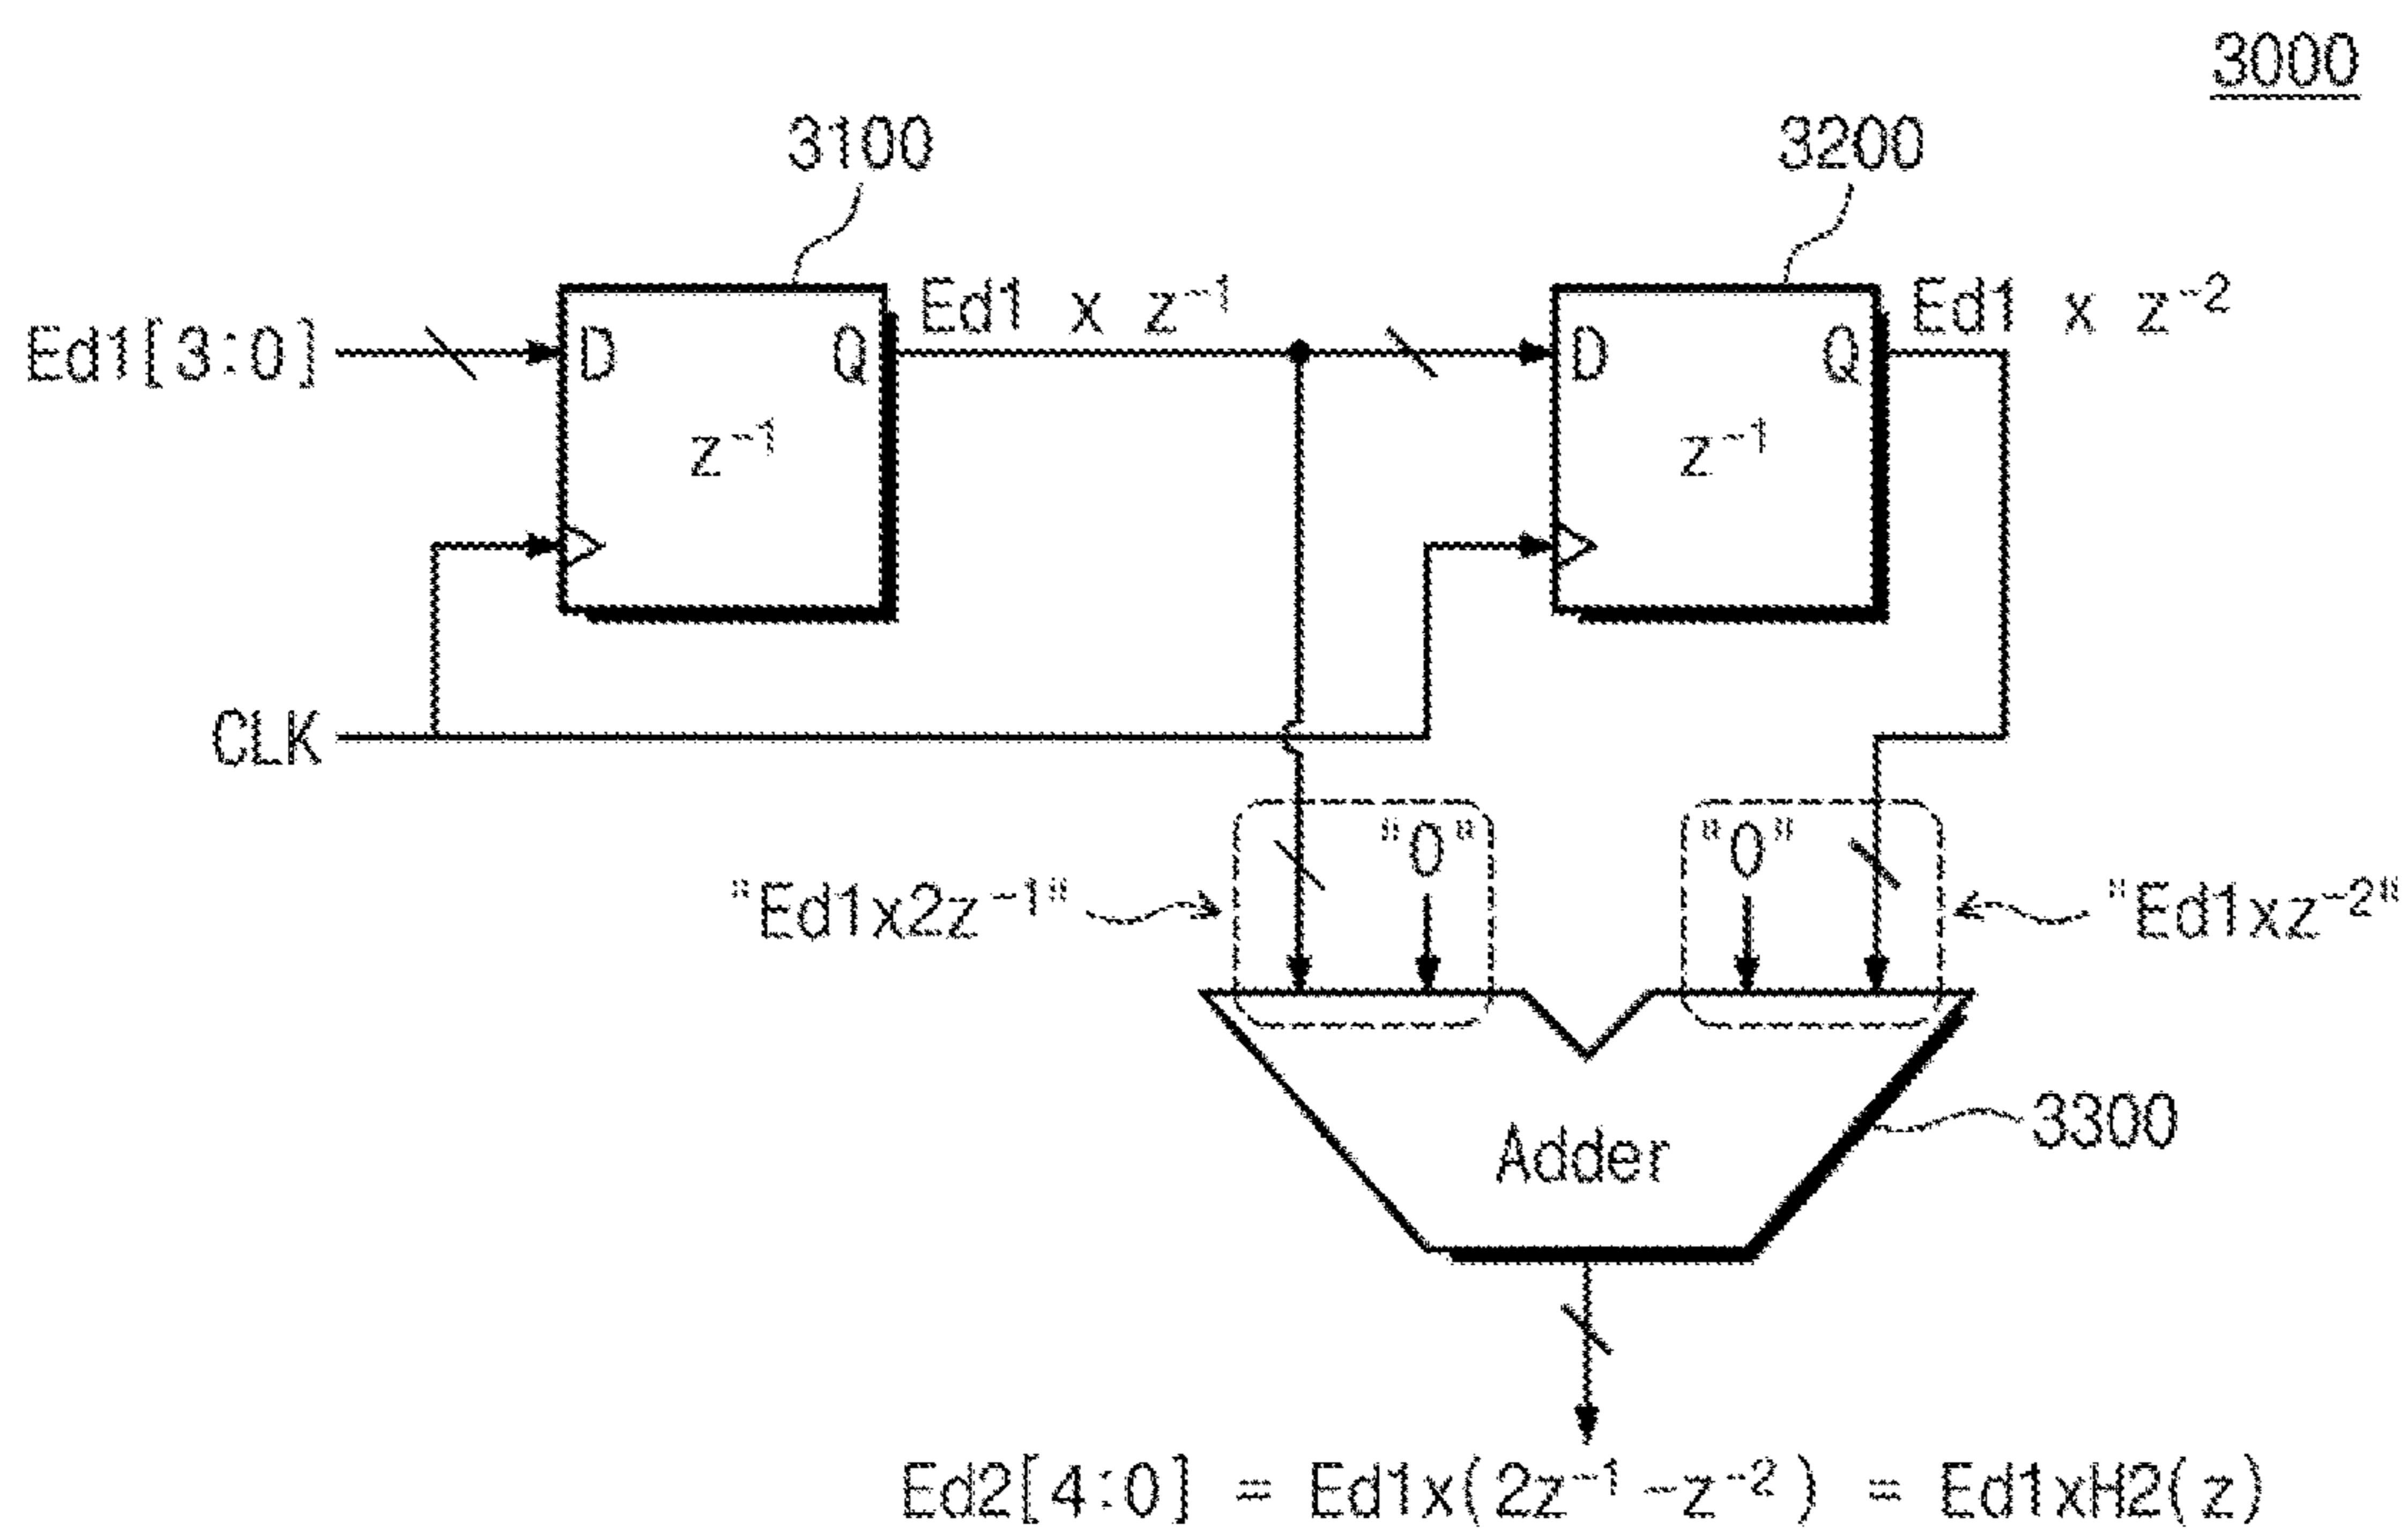 3000
3100
3200
Ed1[3:0]
D
Q
Ed1 x z⁻¹
D
Q
Ed1 x z⁻²
z⁻¹
z⁻¹
CLK
"0"
"0"
"Ed1x2z⁻¹"
"Ed1xz⁻²"
Adder
3300
Ed2[4:0] = Ed1x(2z⁻¹-z⁻²) = Ed1xH2(z)